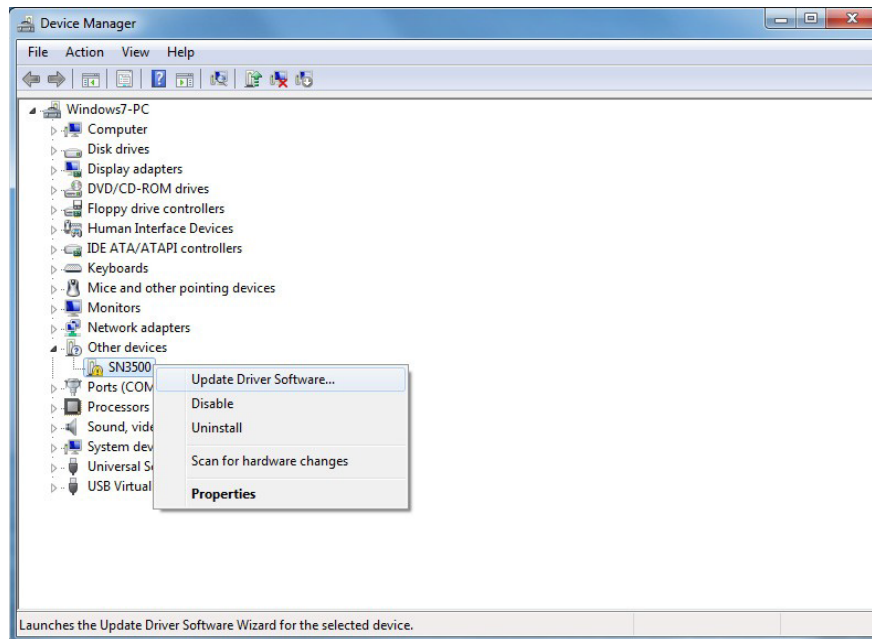 Device Manager
File Action View Help
Windows7-PC
Computer
Disk drives
Display adapters
DVD/CD-ROM drives
Floppy drive controllers
Human Interface Devices
IDE ATA/ATAPI controllers
Keyboards
Mice and other pointing devices
Monitors
Network adapters
Other devices
SN3500
Update Driver Software...
Ports (COM
Disable
Processors
Sound, vide
Uninstall
System dev
Scan for hardware changes
Universal Se
USB Virtual
Properties
Launches the Update Driver Software Wizard for the selected device.